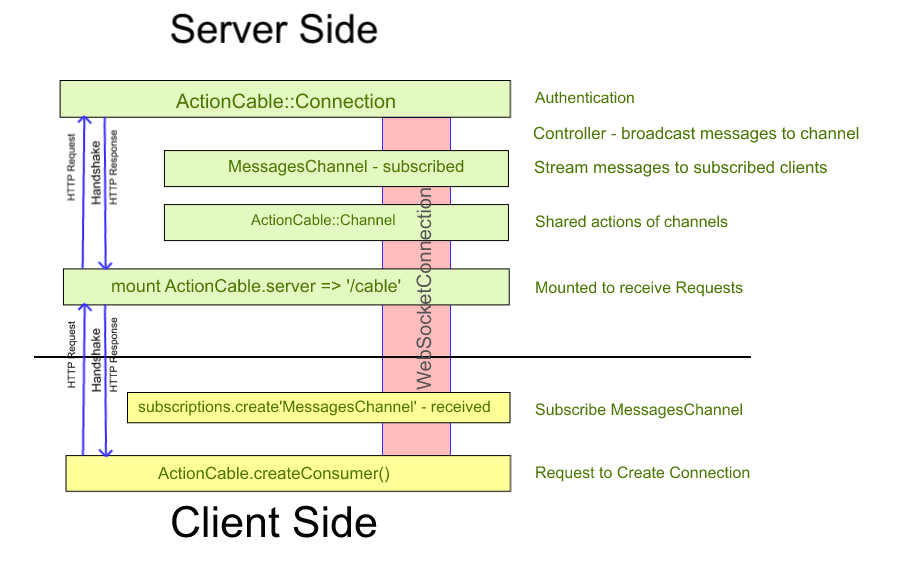 Server Side
ActionCable::Connection
Authentication
Controller - broadcast messages to channel
HTTP Request
Handshake
HTTP Response
MessagesChannel - subscribed
Stream messages to subscribed clients
ActionCable::Channel
Shared actions of channels
WebSocketConnection
mount ActionCable.server => '/cable'
Mounted to receive Requests
HTTP Request
Handshake
HTTP Response
subscriptions.create'MessagesChannel' - received
Subscribe MessagesChannel
ActionCable.createConsumer()
Request to Create Connection
Client Side